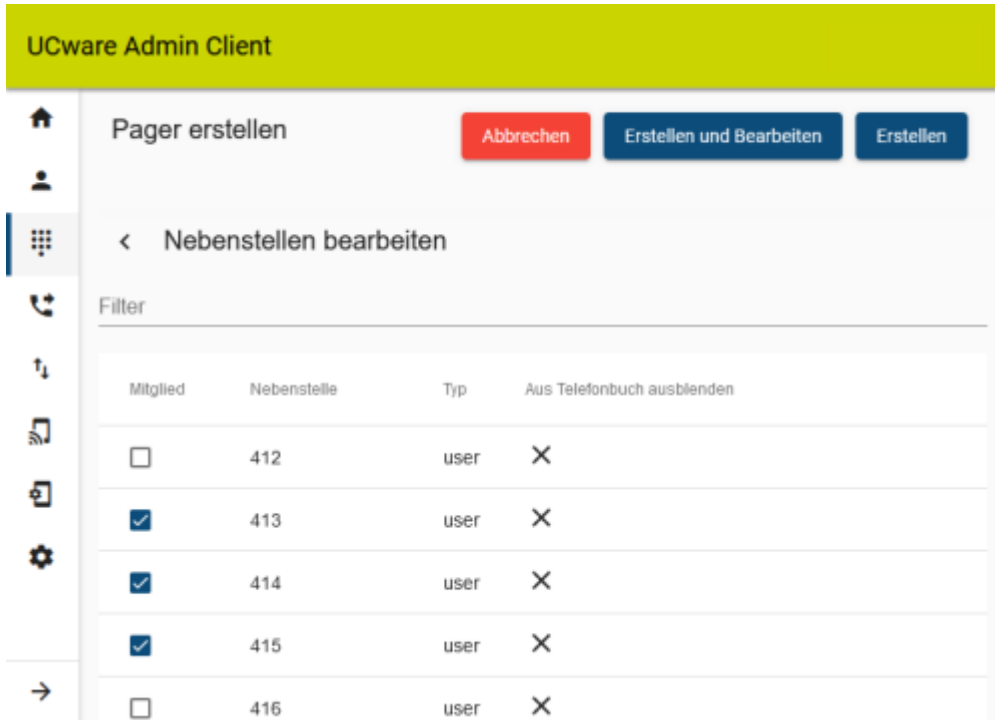 UCware Admin Client
Pager erstellen Abbrechen Erstellen und Bearbeiten Erstellen
Nebenstellen bearbeiten
Filter
Mitglied Nebenstelle Typ Aus Telefonbuch ausblenden
412 user
413 user
414 user
415 user
416 user